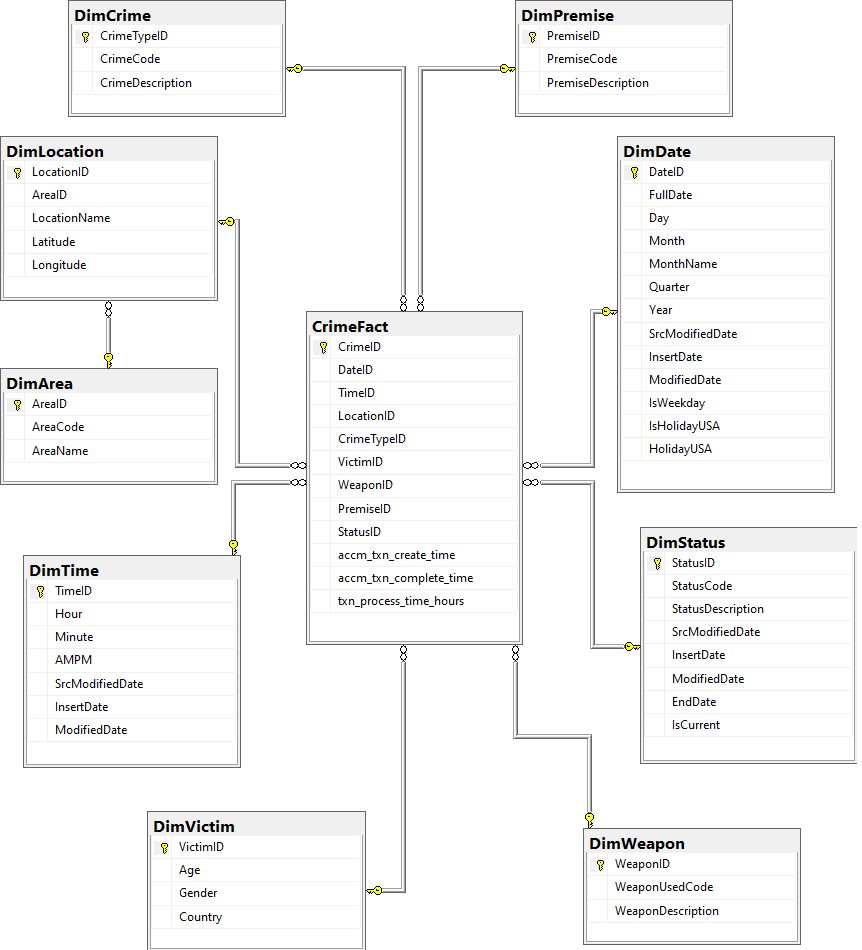 DimCrime
CrimeTypeID
CrimeCode
CrimeDescription
DimPremise
PremiseID
PremiseCode
PremiseDescription
DimLocation
LocationID
AreaID
LocationName
Latitude
Longitude
DimDate
DateID
FullDate
Day
Month
MonthName
Quarter
Year
SrcModifiedDate
InsertDate
ModifiedDate
IsWeekday
IsHolidayUSA
HolidayUSA
CrimeFact
CrimeID
DateID
TimeID
LocationID
CrimeTypeID
VictimID
WeaponID
PremiseID
StatusID
accm_txn_create_time
accm_txn_complete_time
txn_process_time_hours
DimArea
AreaID
AreaCode
AreaName
DimTime
TimeID
Hour
Minute
AMPM
SrcModifiedDate
InsertDate
ModifiedDate
DimStatus
StatusID
StatusCode
StatusDescription
SrcModifiedDate
InsertDate
ModifiedDate
EndDate
IsCurrent
DimVictim
VictimID
Age
Gender
Country
DimWeapon
WeaponID
WeaponUsedCode
WeaponDescription